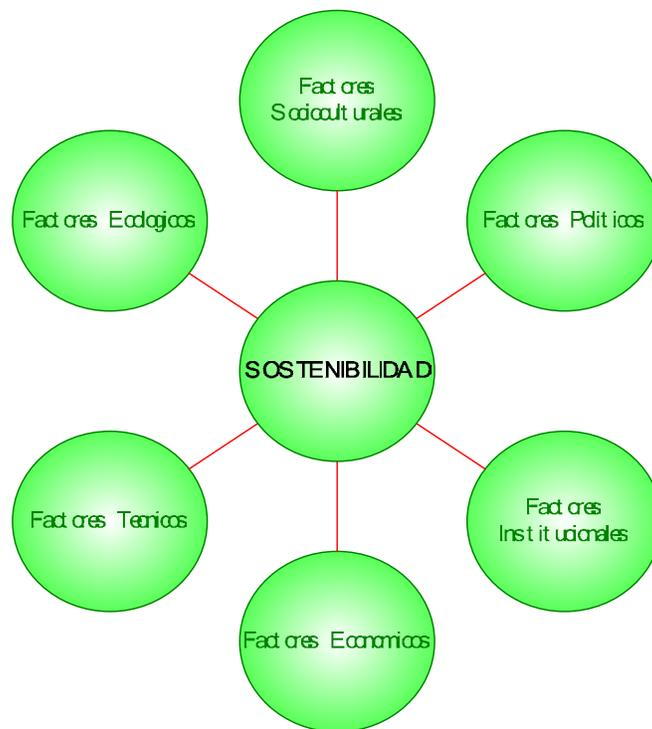 Factores
Socioculturales
Factores Ecologicos
Factores Politicos
SOSTENIBILIDAD
Factores Tecnicos
Factores
Institucionales
Factores Economicos